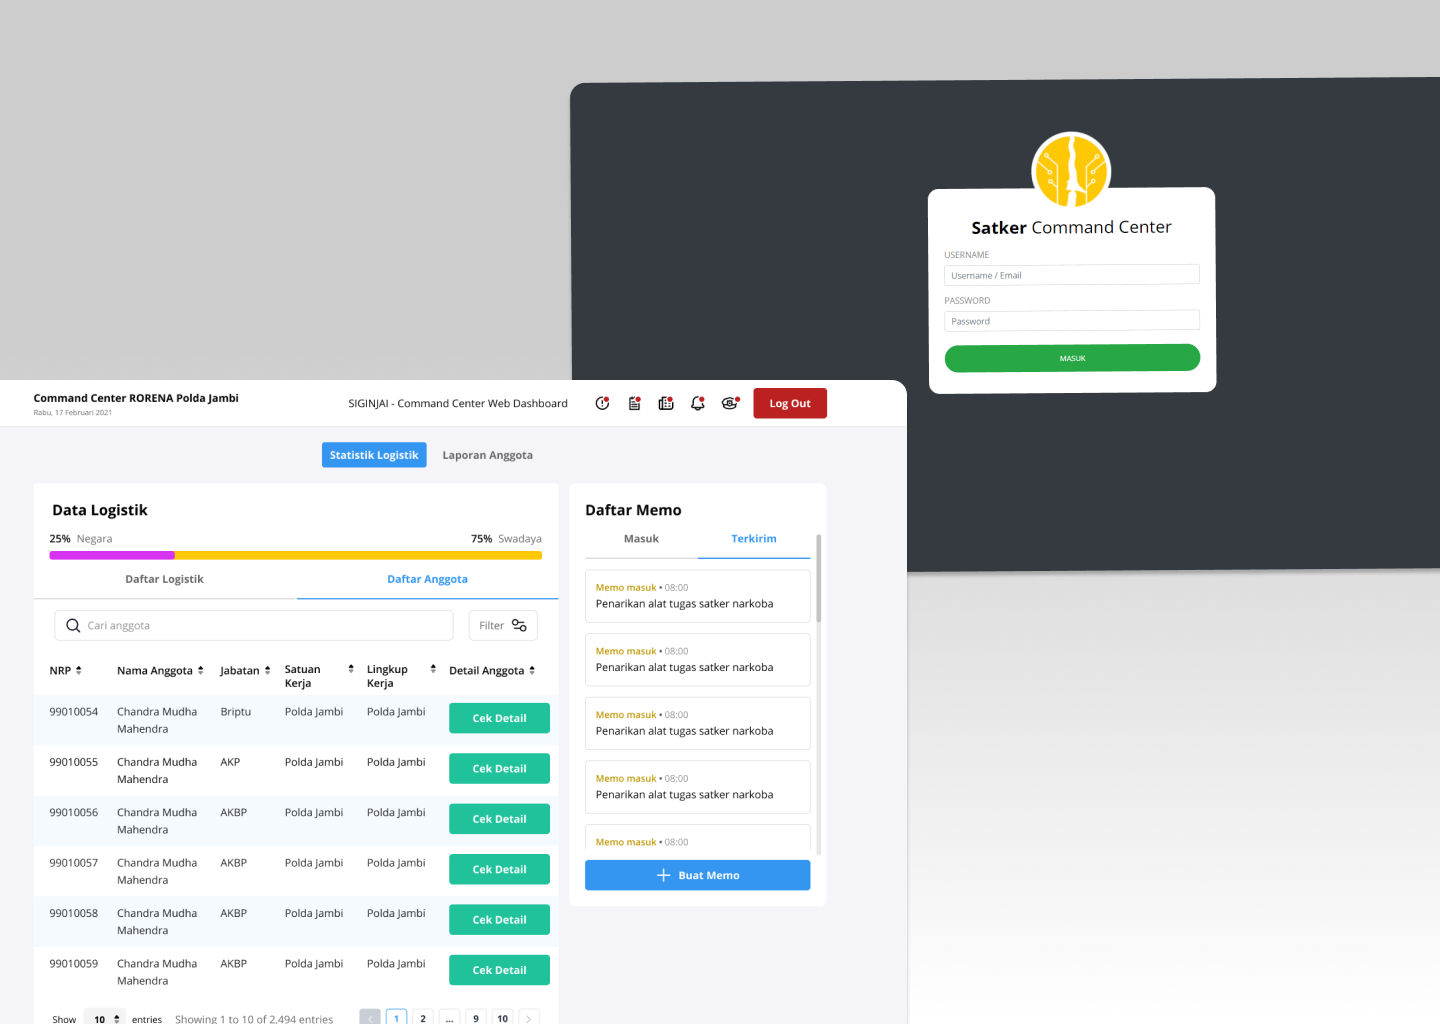 Satker Command Center
USERNAME
Username / Email
PASSWORD
Password
MASUK
Command Center RORENA Polda Jambi
Rabu, 17 Februari 2021
SIGINJAI - Command Center Web Dashboard
Log Out
Statistik Logistik
Laporan Anggota
Data Logistik
25% Negara
75% Swadaya
Daftar Logistik
Daftar Anggota
Cari anggota
Filter
NRP Nama Anggota Jabatan Satuan Kerja Lingkup Kerja Detail Anggota
99010054 Chandra Mudha Mahendra Briptu Polda Jambi Polda Jambi Cek Detail
99010055 Chandra Mudha Mahendra AKP Polda Jambi Polda Jambi Cek Detail
99010056 Chandra Mudha Mahendra AKBP Polda Jambi Polda Jambi Cek Detail
99010057 Chandra Mudha Mahendra AKBP Polda Jambi Polda Jambi Cek Detail
99010058 Chandra Mudha Mahendra AKBP Polda Jambi Polda Jambi Cek Detail
99010059 Chandra Mudha Mahendra AKBP Polda Jambi Polda Jambi Cek Detail
Show 10 entries Showing 1 to 10 of 2,494 entries < 1 2 ... 9 10 >
Daftar Memo
Masuk
Terkirim
Memo masuk • 08:00
Penarikan alat tugas satker narkoba
Memo masuk • 08:00
Penarikan alat tugas satker narkoba
Memo masuk • 08:00
Penarikan alat tugas satker narkoba
Memo masuk • 08:00
Penarikan alat tugas satker narkoba
Memo masuk • 08:00
Buat Memo